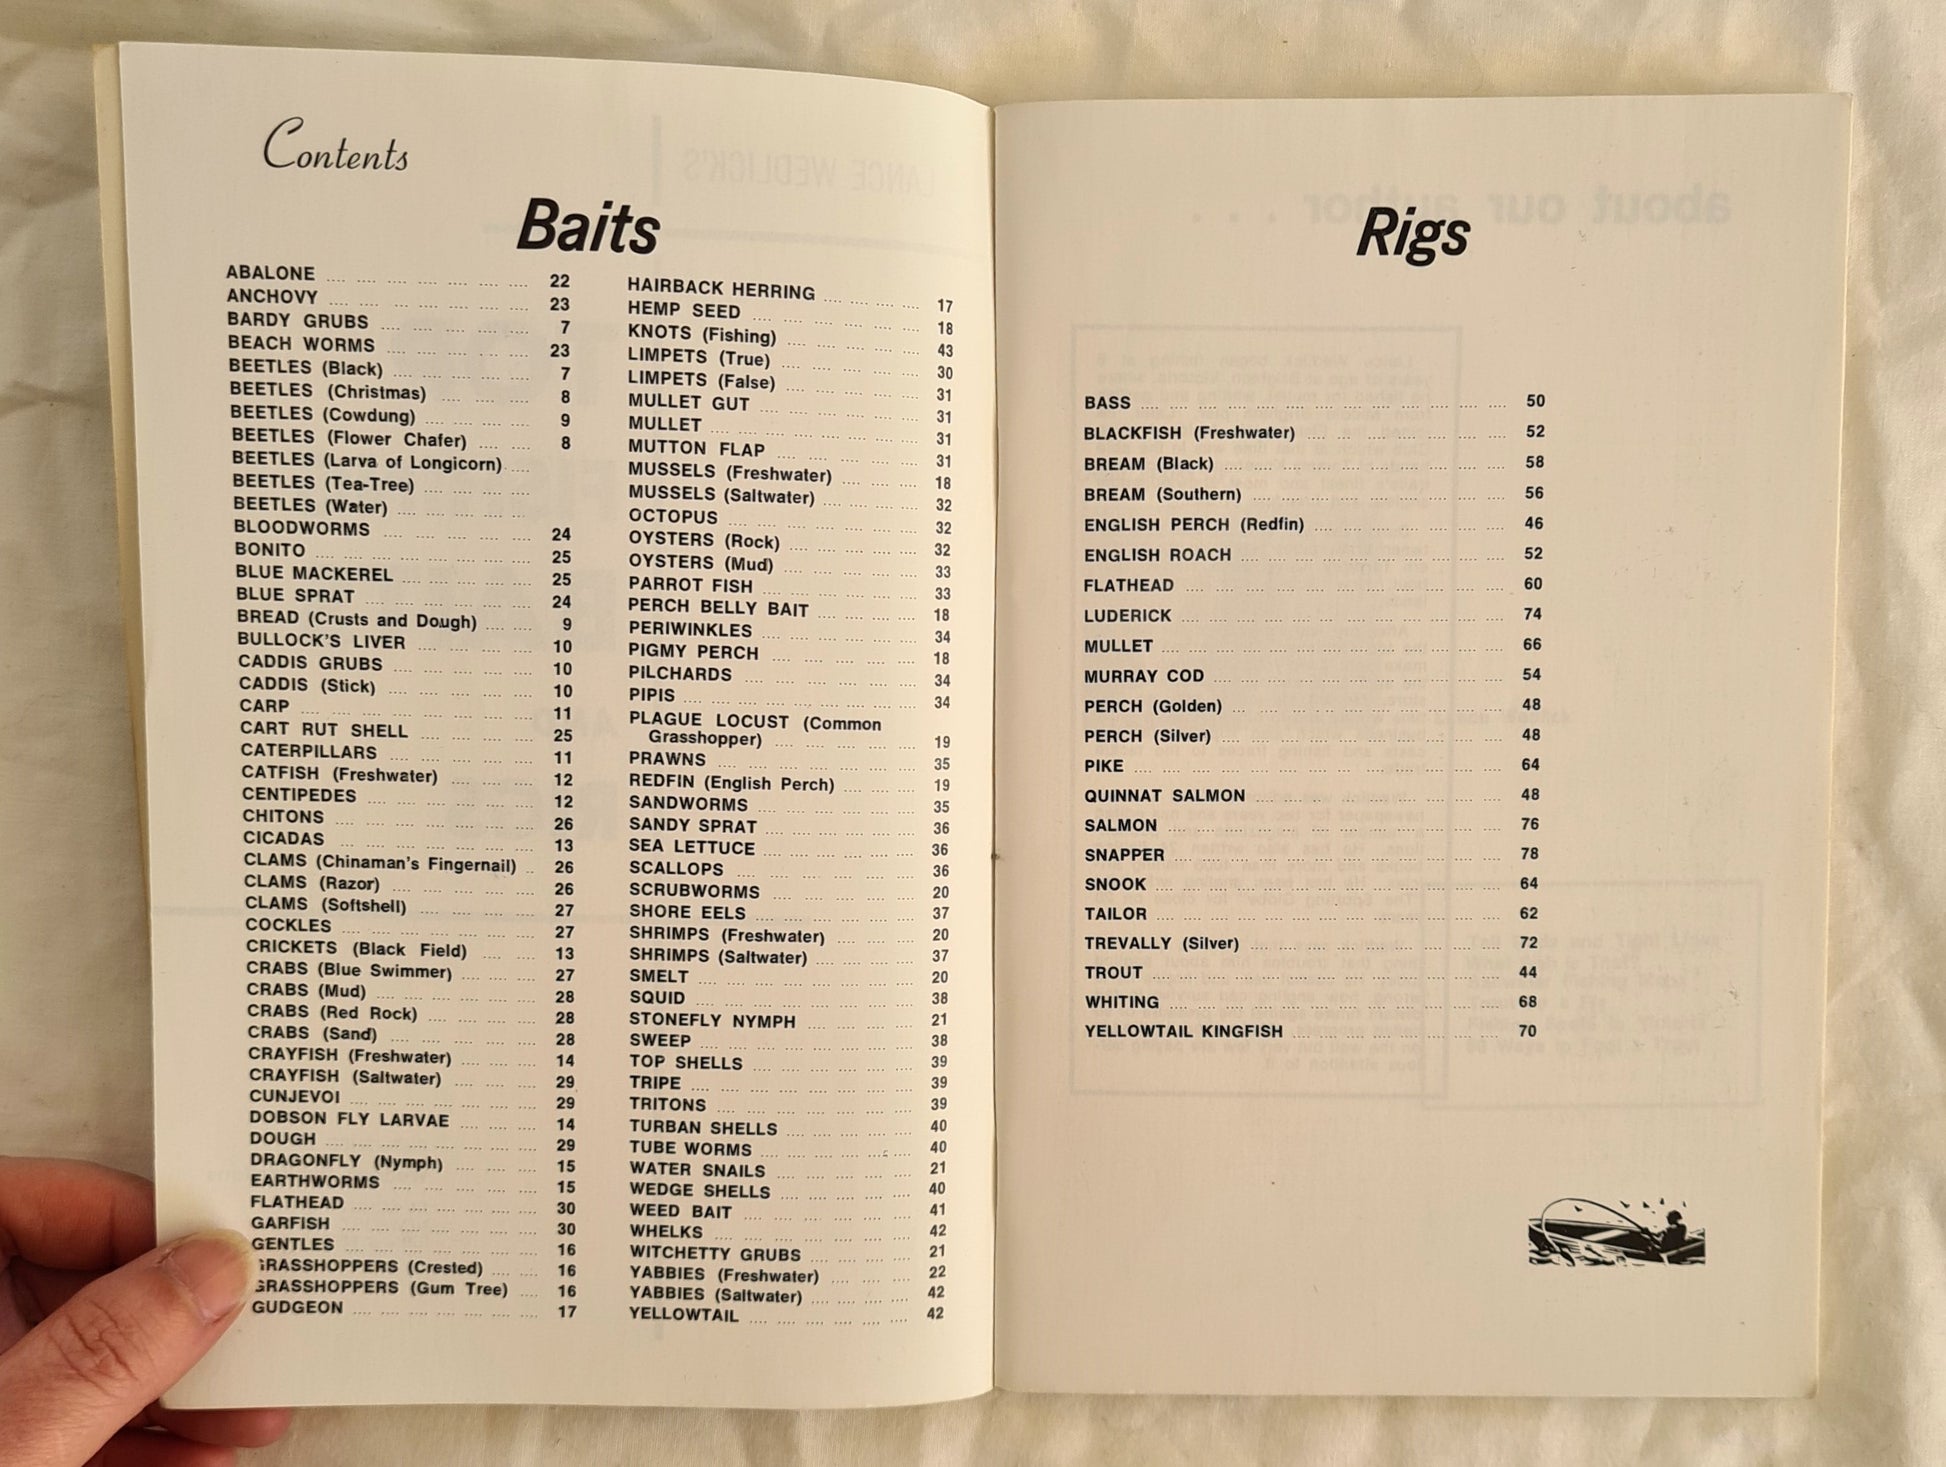 Contents
Baits
ABALONE .... .... .... .... .... .... .... 22
ANCHOVY .... .... .... .... .... .... .... 23
BARDY GRUBS .... .... .... .... .... 7
BEACH WORMS .... .... .... .... .... 23
BEETLES (Black) .... .... .... .... .... 7
BEETLES (Christmas) .... .... .... 8
BEETLES (Cowdung) .... .... .... .... 9
BEETLES (Flower Chafer) .... .... 8
BEETLES (Larva of Longicorn) ....
BEETLES (Tea-Tree) .... .... .... ....
BEETLES (Water) .... .... .... .... ....
BLOODWORMS .... .... .... .... .... 24
BONITO .... .... .... .... .... .... .... 25
BLUE MACKEREL .... .... .... .... .... 25
BLUE SPRAT .... .... .... .... .... .... 24
BREAD (Crusts and Dough) .... .... 9
BULLOCK'S LIVER .... .... .... .... 10
CADDIS GRUBS .... .... .... .... .... 10
CADDIS (Stick) .... .... .... .... .... 10
CARP .... .... .... .... .... .... .... .... 11
CART RUT SHELL .... .... .... .... 25
CATERPILLARS .... .... .... .... .... 11
CATFISH (Freshwater) .... .... .... 12
CENTIPEDES .... .... .... .... .... .... 12
CHITONS .... .... .... .... .... .... .... 26
CICADAS .... .... .... .... .... .... .... 13
CLAMS (Chinaman's Fingernail) .. 26
CLAMS (Razor) .... .... .... .... .... 26
CLAMS (Softshell) .... .... .... .... 27
COCKLES .... .... .... .... .... .... .... 27
CRICKETS (Black Field) .... .... 13
CRABS (Blue Swimmer) .... .... .... 27
CRABS (Mud) .... .... .... .... .... .... 28
CRABS (Red Rock) .... .... .... .... 28
CRABS (Sand) .... .... .... .... .... 28
CRAYFISH (Freshwater) .... .... .... 14
CRAYFISH (Saltwater) .... .... .... 29
CUNJEVOI .... .... .... .... .... .... .... 29
DOBSON FLY LARVAE .... .... .... 14
DOUGH .... .... .... .... .... .... .... .... 29
DRAGONFLY (Nymph) .... .... .... 15
EARTHWORMS .... .... .... .... .... 15
FLATHEAD .... .... .... .... .... .... .... 30
GARFISH .... .... .... .... .... .... .... 30
GENTLES .... .... .... .... .... .... .... 16
GRASSHOPPERS (Crested) .... .... 16
GRASSHOPPERS (Gum Tree) .... 16
GUDGEON .... .... .... .... .... .... .... 17
HAIRBACK HERRING .... .... .... .... 17
HEMP SEED .... .... .... .... .... .... 18
KNOTS (Fishing) .... .... .... .... .... 43
LIMPETS (True) .... .... .... .... .... 30
LIMPETS (False) .... .... .... .... .... 31
MULLET GUT .... .... .... .... .... .... 31
MULLET .... .... .... .... .... .... .... 31
MUTTON FLAP .... .... .... .... .... 31
MUSSELS (Freshwater) .... .... .... 18
MUSSELS (Saltwater) .... .... .... .... 32
OCTOPUS .... .... .... .... .... .... .... 32
OYSTERS (Rock) .... .... .... .... .... 32
OYSTERS (Mud) .... .... .... .... .... 33
PARROT FISH .... .... .... .... .... .... 33
PERCH BELLY BAIT .... .... .... .... 18
PERIWINKLES .... .... .... .... .... .... 34
PIGMY PERCH .... .... .... .... .... 18
PILCHARDS .... .... .... .... .... .... 34
PIPIS .... .... .... .... .... .... .... .... 34
PLAGUE LOCUST (Common
Grasshopper) .... .... .... .... .... 19
PRAWNS .... .... .... .... .... .... .... 35
REDFIN (English Perch) .... .... .... 19
SANDWORMS .... .... .... .... .... .... 35
SANDY SPRAT .... .... .... .... .... 36
SEA LETTUCE .... .... .... .... .... .... 36
SCALLOPS .... .... .... .... .... .... 36
SCRUBWORMS .... .... .... .... .... 20
SHORE EELS .... .... .... .... .... .... 37
SHRIMPS (Freshwater) .... .... .... 20
SHRIMPS (Saltwater) .... .... .... .... 37
SMELT .... .... .... .... .... .... .... 20
SQUID .... .... .... .... .... .... .... 38
STONEFLY NYMPH .... .... .... .... 21
SWEEP .... .... .... .... .... .... .... 38
TOP SHELLS .... .... .... .... .... .... 39
TRIPE .... .... .... .... .... .... .... 39
TRITONS .... .... .... .... .... .... .... 39
TURBAN SHELLS .... .... .... .... .... 40
TUBE WORMS .... .... .... .... .... .... 40
WATER SNAILS .... .... .... .... .... 21
WEDGE SHELLS .... .... .... .... .... 40
WEED BAIT .... .... .... .... .... .... 41
WHELKS .... .... .... .... .... .... .... 42
WITCHETTY GRUBS .... .... .... .... 21
YABBIES (Freshwater) .... .... .... 22
YABBIES (Saltwater) .... .... .... .... 42
YELLOWTAIL .... .... .... .... .... .... 42
Rigs
BASS .... .... .... .... .... .... .... .... .... .... .... .... 50
BLACKFISH (Freshwater) .... .... .... .... .... .... .... 52
BREAM (Black) .... .... .... .... .... .... .... .... .... .... 58
BREAM (Southern) .... .... .... .... .... .... .... .... .... 56
ENGLISH PERCH (Redfin) .... .... .... .... .... .... .... 46
ENGLISH ROACH .... .... .... .... .... .... .... .... .... 52
FLATHEAD .... .... .... .... .... .... .... .... .... .... .... 60
LUDERICK .... .... .... .... .... .... .... .... .... .... .... 74
MULLET .... .... .... .... .... .... .... .... .... .... .... .... 66
MURRAY COD .... .... .... .... .... .... .... .... .... .... 54
PERCH (Golden) .... .... .... .... .... .... .... .... .... 48
PERCH (Silver) .... .... .... .... .... .... .... .... .... .... 48
PIKE .... .... .... .... .... .... .... .... .... .... .... .... 64
QUINNAT SALMON .... .... .... .... .... .... .... .... .... 48
SALMON .... .... .... .... .... .... .... .... .... .... .... 76
SNAPPER .... .... .... .... .... .... .... .... .... .... .... 78
SNOOK .... .... .... .... .... .... .... .... .... .... .... .... 64
TAILOR .... .... .... .... .... .... .... .... .... .... .... .... 62
TREVALLY (Silver) .... .... .... .... .... .... .... .... .... 72
TROUT .... .... .... .... .... .... .... .... .... .... .... .... 44
WHITING .... .... .... .... .... .... .... .... .... .... .... 68
YELLOWTAIL KINGFISH .... .... .... .... .... .... .... 70